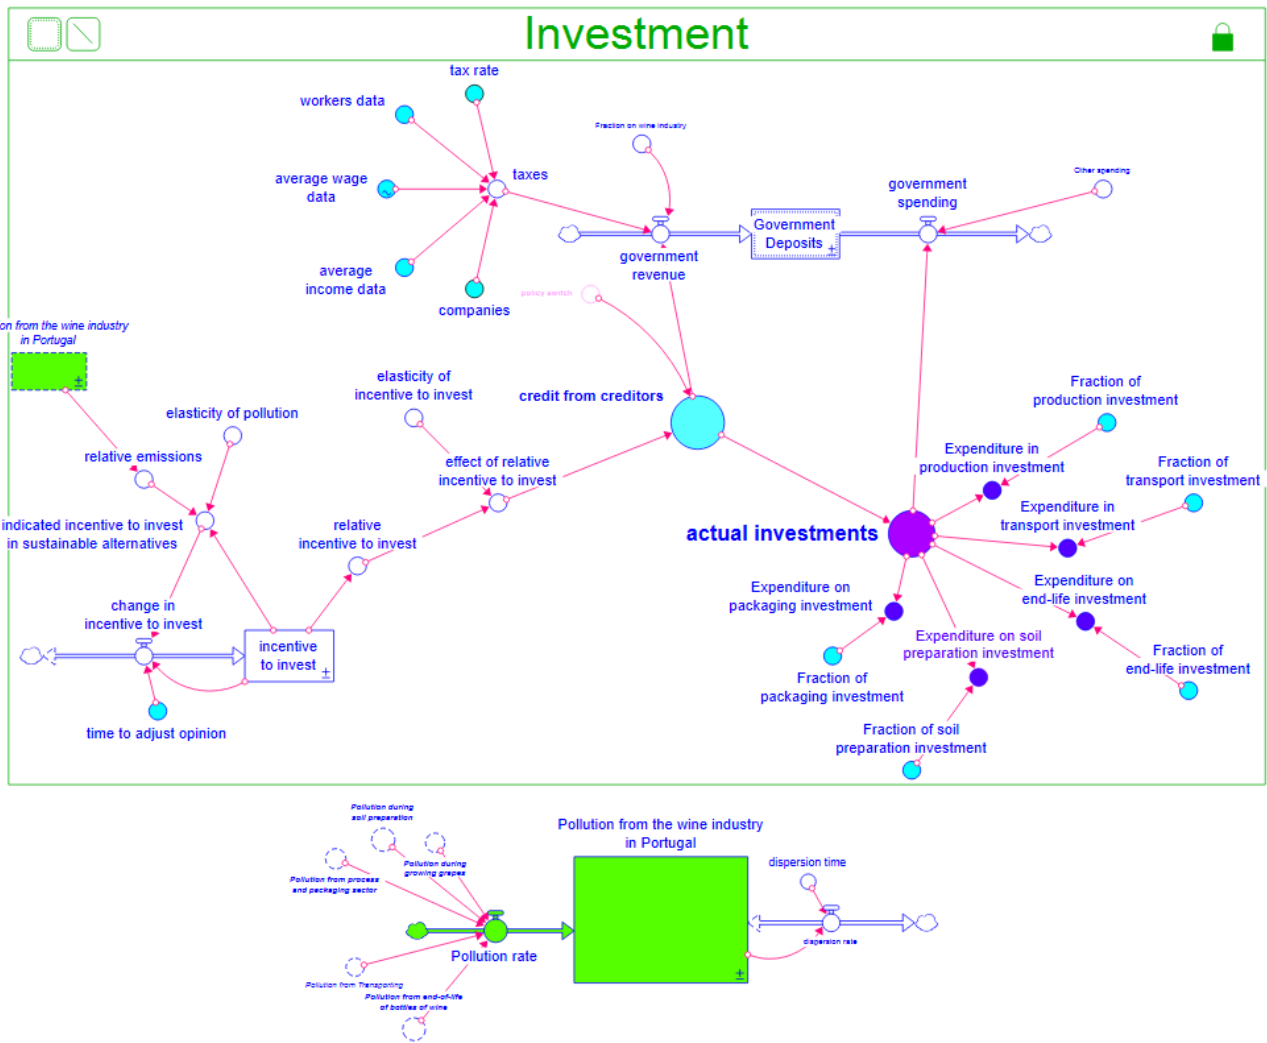 Investment
tax rate
workers data
Fraction on wine industry
average wage
data
taxes
Other spending
government
spending
Government
Deposits
government
revenue
average
income data
policy switch
companies
on from the wine industry
in Portugal
elasticity of
incentive to invest
credit from creditors
Fraction of
production investment
elasticity of pollution
relative emissions
effect of relative
incentive to invest
Expenditure in
production investment
Fraction of
transport investment
indicated incentive to invest
in sustainable alternatives
relative
incentive to invest
actual investments
Expenditure in
transport investment
change in
incentive to invest
Expenditure on
packaging investment
Expenditure on
end-life investment
incentive
to invest
Expenditure on soil
preparation investment
Fraction of
end-life investment
Fraction of
packaging investment
time to adjust opinion
Fraction of soil
preparation investment
Pollution during
soil preparation
Pollution from the wine industry
in Portugal
Pollution during
growing grapes
dispersion time
Pollution from process
and packaging sector
dispersion rate
Pollution rate
Pollution from Transporting
Pollution from end-of-life
of bottles of wine